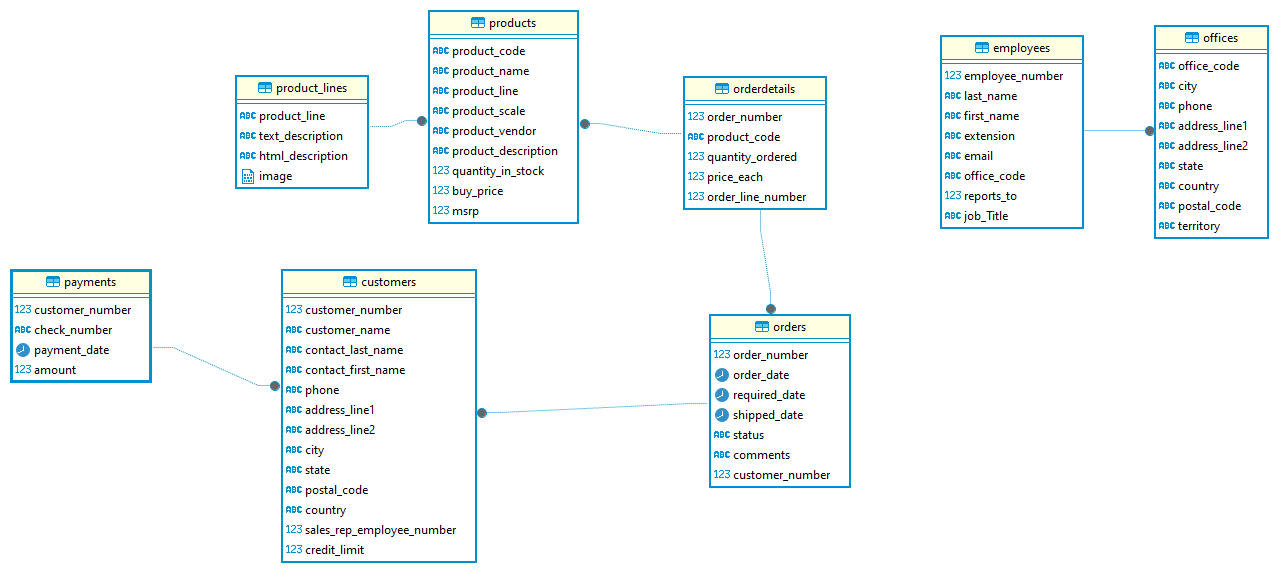 products
ABC product_code
ABC product_name
ABC product_line
ABC product_scale
ABC product_vendor
ABC product_description
123 quantity_in_stock
123 buy_price
123 msrp
product_lines
ABC product_line
ABC text_description
ABC html_description
image
orderdetails
123 order_number
ABC product_code
123 quantity_ordered
123 price_each
123 order_line_number
employees
123 employee_number
ABC last_name
ABC first_name
ABC extension
ABC email
ABC office_code
123 reports_to
ABC job_Title
offices
ABC office_code
ABC city
ABC phone
ABC address_line1
ABC address_line2
ABC state
ABC country
ABC postal_code
ABC territory
payments
123 customer_number
ABC check_number
payment_date
123 amount
customers
123 customer_number
ABC customer_name
ABC contact_last_name
ABC contact_first_name
ABC phone
ABC address_line1
ABC address_line2
ABC city
ABC state
ABC postal_code
ABC country
123 sales_rep_employee_number
123 credit_limit
orders
123 order_number
order_date
required_date
shipped_date
ABC status
ABC comments
123 customer_number